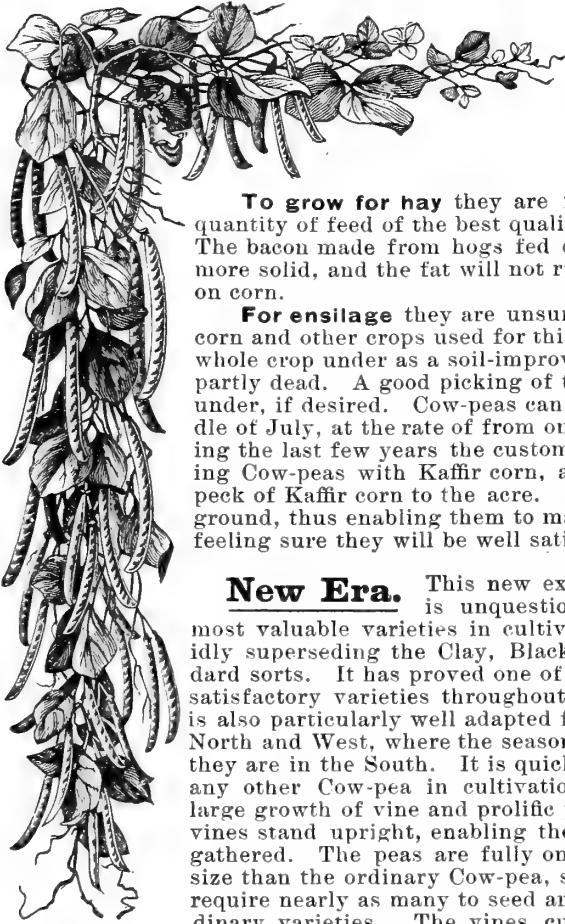 To grow for hay they are
quantity of feed of the best quali
The bacon made from hogs fed
more solid, and the fat will not r
on corn.
For ensilage they are unsu
corn and other crops used for thi
whole crop under as a soil-improv
partly dead. A good picking of
under, if desired. Cow-peas can
dle of July, at the rate of from o
ing the last few years the custom
ing Cow-peas with Kaffir corn, a
peck of Kaffir corn to the acre.
ground, thus enabling them to m
feeling sure they will be well sati
New Era. This new ex
is unquestio
most valuable varieties in cultiv
idly superseding the Clay, Black
dard sorts. It has proved one of
satisfactory varieties throughout
is also particularly well adapted f
North and West, where the season
they are in the South. It is quick
any other Cow-pea in cultivatio
large growth of vine and prolific
vines stand upright, enabling the
gathered. The peas are fully on
size than the ordinary Cow-pea, s
require nearly as many to seed an
dinary varieties. The vines cu